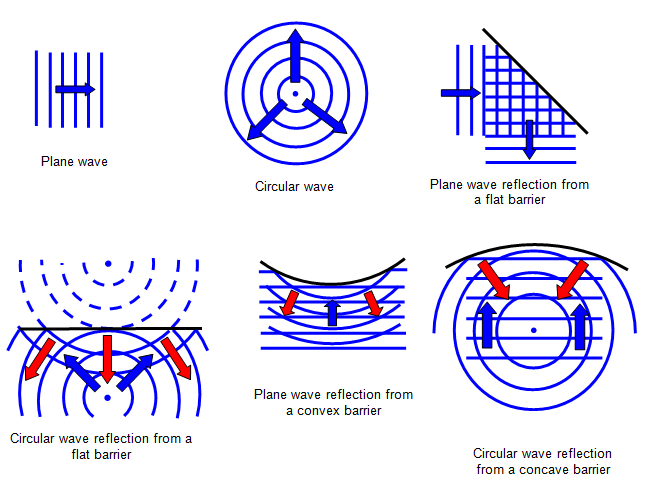 Plane wave
Circular wave
Plane wave reflection from
a flat barrier
Circular wave reflection from a
flat barrier
Plane wave reflection from
a convex barrier
Circular wave reflection
from a concave barrier